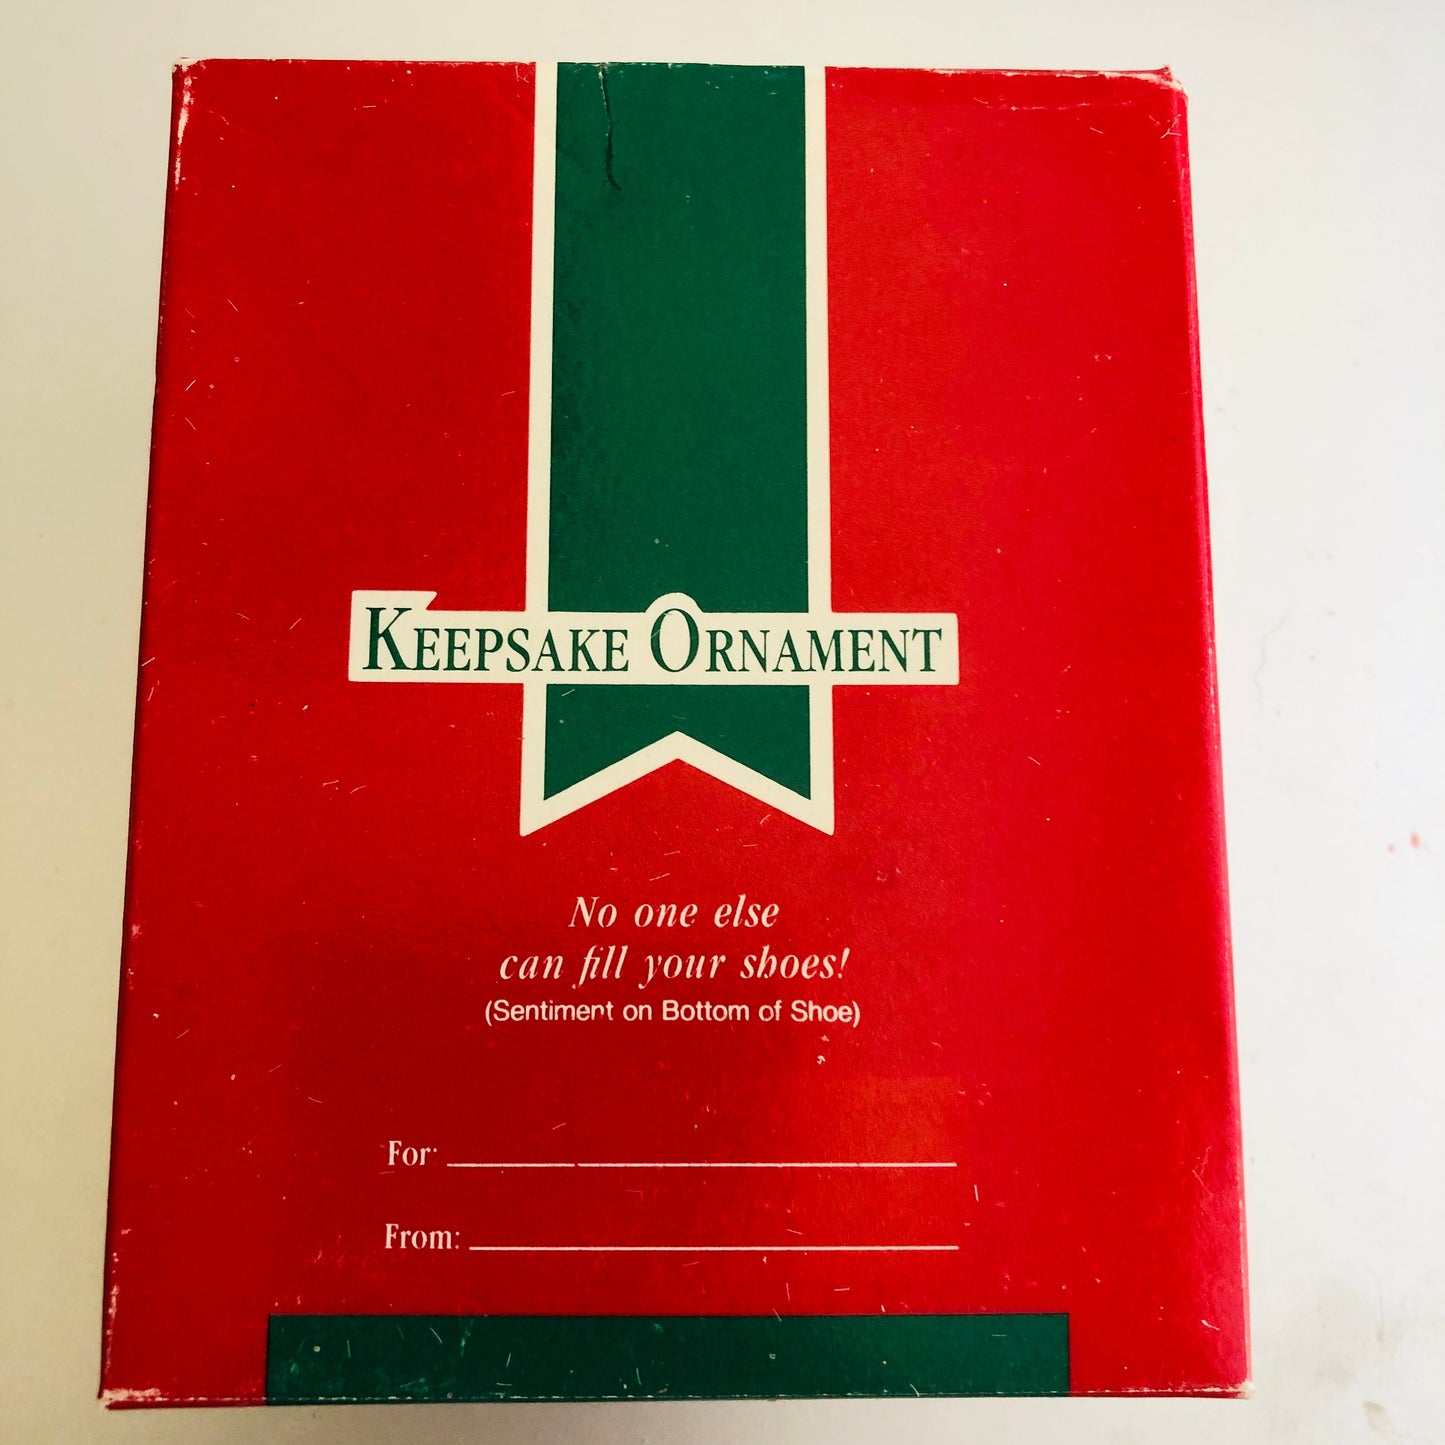 KEEPSAKE ORNAMENT
No one else
can fill your shoes!
(Sentiment on Bottom of Shoe)
For:
From: